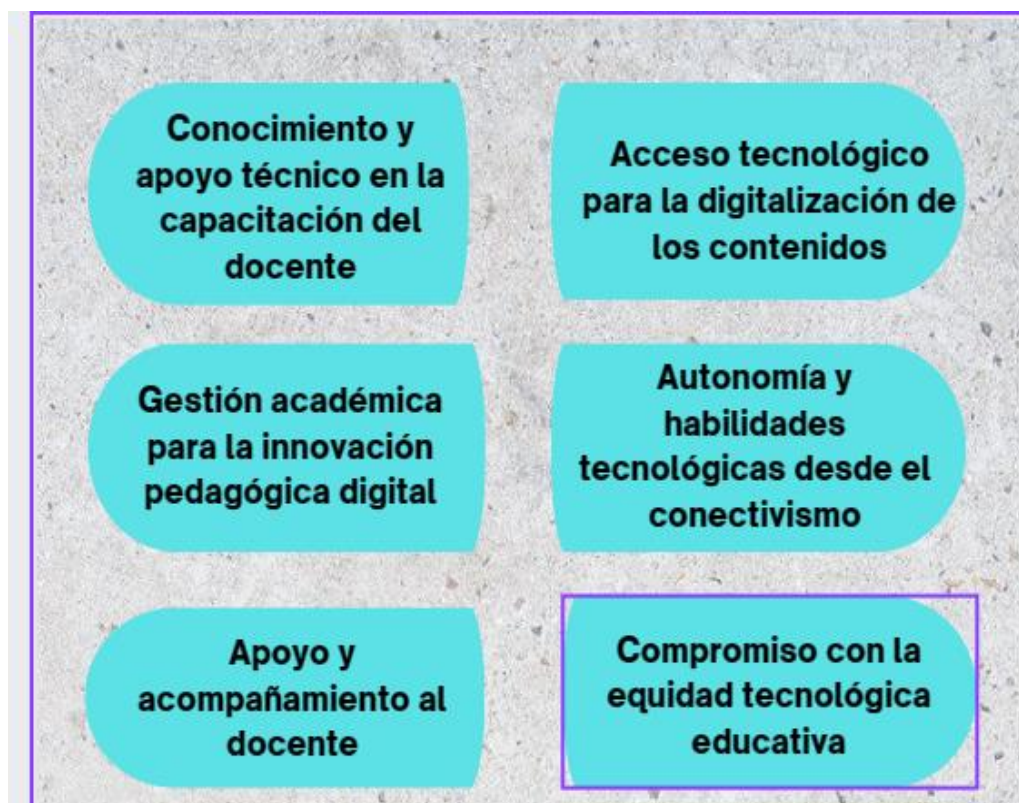 Conocimiento y
apoyo técnico en la
capacitación del
docente
Acceso tecnológico
para la digitalización de
los contenidos
Gestión académica
para la innovación
pedagógica digital
Autonomía y
habilidades
tecnológicas desde el
conectivismo
Apoyo y
acompañamiento al
docente
Compromiso con la
equidad tecnológica
educativa